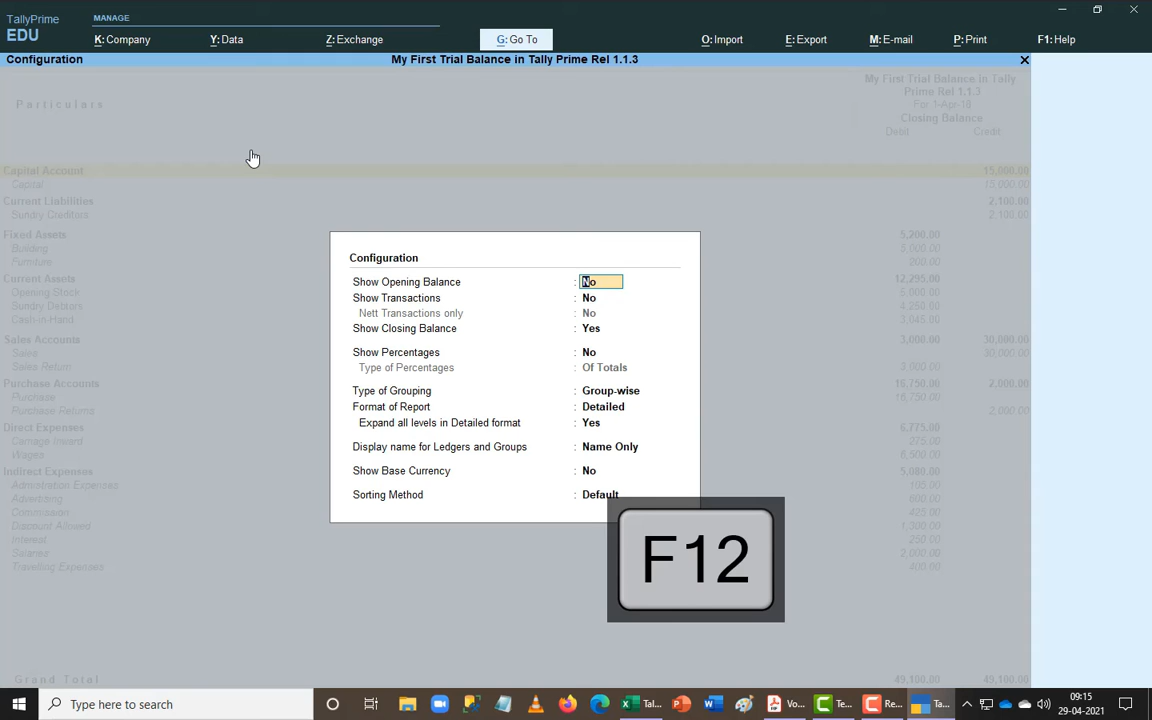 TallyPrime
EDU
MANAGE
K: Company
Y: Data
Z: Exchange
G: Go To
O: Import
E: Export
M: E-mail
P: Print
F1: Help
Configuration
My First Trial Balance in Tally Prime Rel 1.1.3
Particulars
My First Trial Balance in Tally
Prime Rel 1.1.3
For 1-Apr-18
Closing Balance
Debit Credit
Capital Account 15,000.00
Capital 15,000.00
Current Liabilities 2,100.00
Sundry Creditors 2,100.00
Fixed Assets 5,200.00
Building 5,000.00
Furniture 200.00
Current Assets 12,295.00
Opening Stock 5,000.00
Sundry Debtors 4,250.00
Cash-in-Hand 3,045.00
Sales Accounts 3,000.00 30,000.00
Sales 30,000.00
Sales Return
Purchase Accounts 16,750.00 2,000.00
Purchase 16,750.00
Purchase Returns 2,000.00
Direct Expenses 6,775.00
Carriage Inward 275.00
Wages 6,500.00
Indirect Expenses 5,080.00
105.00
Advertising
Commission 425.00
Discount Allowed
Interest 250.00
Salaries 2,000.00
Travelling Expenses 400.00
Grand Total 49,100.00 49,100.00
Configuration
Show Opening Balance : No
Show Transactions : No
Nett Transactions only : No
Show Closing Balance : Yes
Show Percentages : No
Type of Percentages : Of Totals
Type of Grouping : Group-wise
Format of Report : Detailed
Expand all levels in Detailed format : Yes
Display name for Ledgers and Groups : Name Only
Show Base Currency : No
Sorting Method : Default
F12
Type here to search
Tal...
Vo...
Te...
Re...
Ta...
09:15
29-04-2021